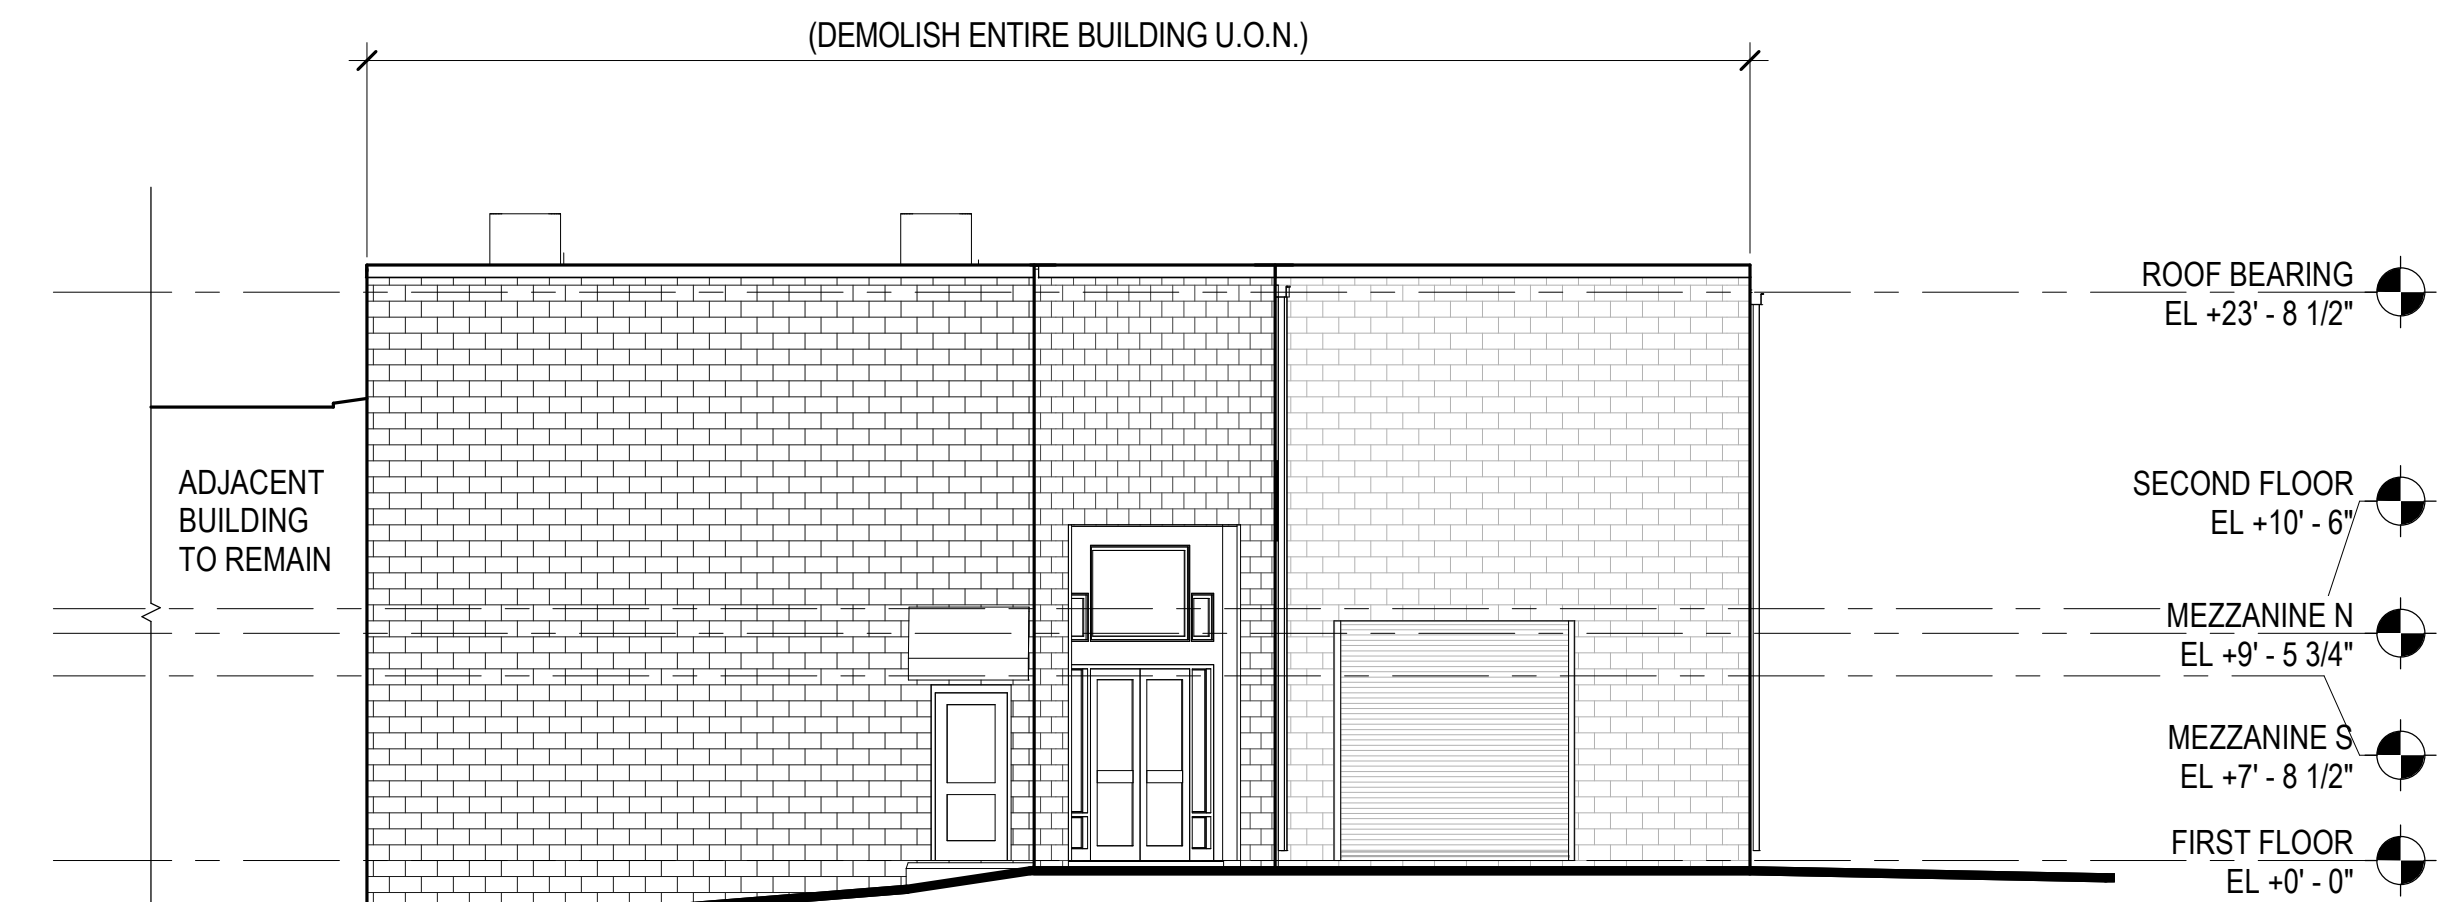 (DEMOLISH ENTIRE BUILDING U.O.N.)
ROOF BEARING
EL +23' - 8 1/2"
ADJACENT
BUILDING
TO REMAIN
SECOND FLOOR
EL +10' - 6"
MEZZANINE N
EL +9' - 5 3/4"
MEZZANINE S
EL +7' - 8 1/2"
FIRST FLOOR
EL +0' - 0"